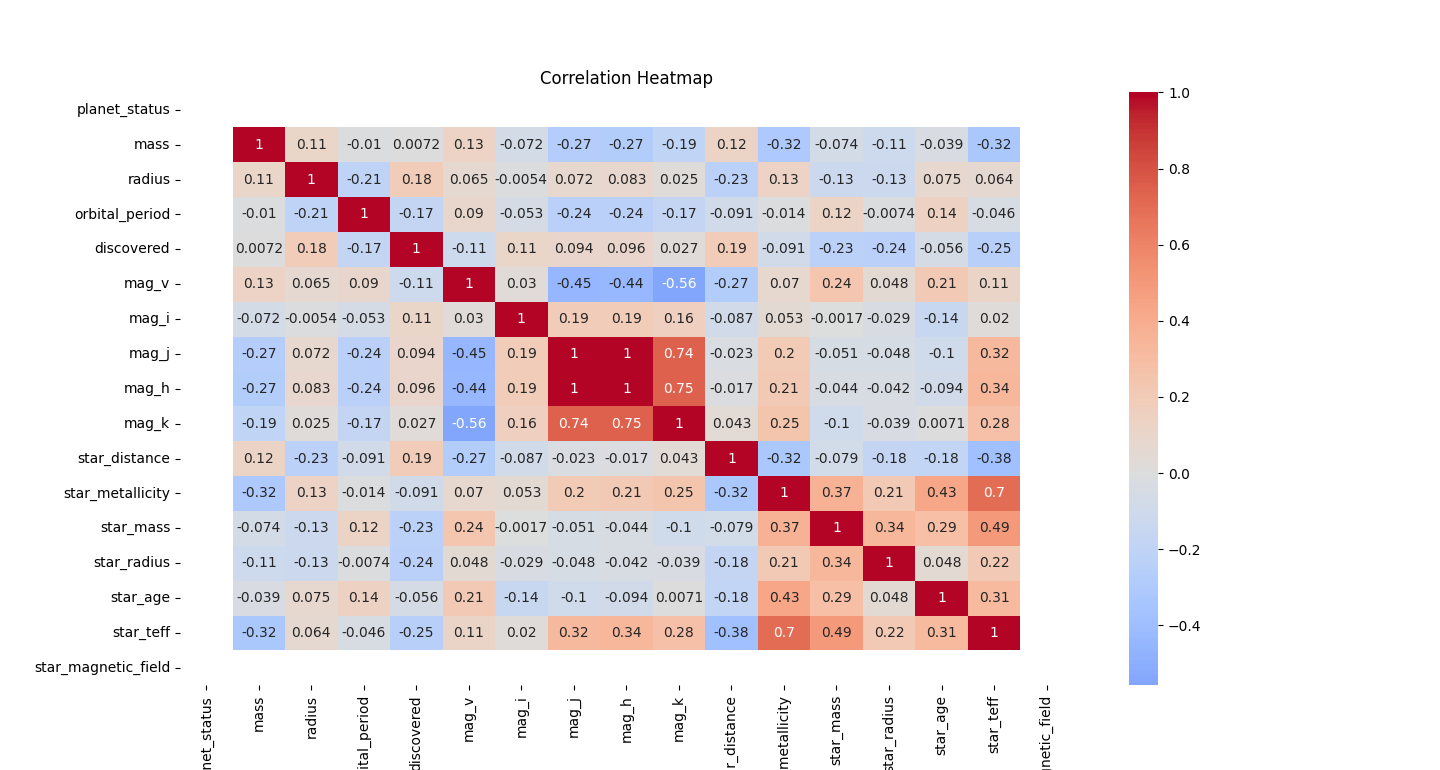 Correlation Heatmap
planet_status
mass 1 0.11 -0.01 0.0072 0.13 -0.072 -0.27 -0.27 -0.19 0.12 -0.32 -0.074 -0.11 -0.039 -0.32
radius 0.11 1 -0.21 0.18 0.065 -0.0054 0.072 0.083 0.025 -0.23 0.13 -0.13 -0.13 0.075 0.064
orbital_period -0.01 -0.21 1 -0.17 0.09 -0.053 -0.24 -0.24 -0.17 -0.091 -0.014 0.12 -0.0074 0.14 -0.046
discovered 0.0072 0.18 -0.17 1 -0.11 0.11 0.094 0.096 0.027 0.19 -0.091 -0.23 -0.24 -0.056 -0.25
mag_v 0.13 0.065 0.09 -0.11 1 0.03 -0.45 -0.44 -0.56 -0.27 0.07 0.24 0.048 0.21 0.11
mag_i -0.072 -0.0054 -0.053 0.11 0.03 1 0.19 0.19 0.16 -0.087 0.053 -0.0017 -0.029 -0.14 0.02
mag_j -0.27 0.072 -0.24 0.094 -0.45 0.19 1 1 0.74 -0.023 0.2 -0.051 -0.048 -0.1 0.32
mag_h -0.27 0.083 -0.24 0.096 -0.44 0.19 1 1 0.75 -0.017 0.21 -0.044 -0.042 -0.094 0.34
mag_k -0.19 0.025 -0.17 0.027 -0.56 0.16 0.74 0.75 1 0.043 0.25 -0.1 -0.039 0.0071 0.28
star_distance 0.12 -0.23 -0.091 0.19 -0.27 -0.087 -0.023 -0.017 0.043 1 -0.32 -0.079 -0.18 -0.18 -0.38
star_metallicity -0.32 0.13 -0.014 -0.091 0.07 0.053 0.2 0.21 0.25 -0.32 1 0.37 0.21 0.43 0.7
star_mass -0.074 -0.13 0.12 -0.23 0.24 -0.0017 -0.051 -0.044 -0.1 -0.079 0.37 1 0.34 0.29 0.49
star_radius -0.11 -0.13 -0.0074 -0.24 0.048 -0.029 -0.048 -0.042 -0.039 -0.18 0.21 0.34 1 0.048 0.22
star_age -0.039 0.075 0.14 -0.056 0.21 -0.14 -0.1 -0.094 0.0071 -0.18 0.43 0.29 0.048 1 0.31
star_teff -0.32 0.064 -0.046 -0.25 0.11 0.02 0.32 0.34 0.28 -0.38 0.7 0.49 0.22 0.31 1
star_magnetic_field
net_status
mass
radius
ital_period
discovered
mag_v
mag_i
mag_j
mag_h
mag_k
r_distance
metallicity
star_mass
star_radius
star_age
star_teff
netic_field
1.0
0.8
0.6
0.4
0.2
0.0
−0.2
−0.4